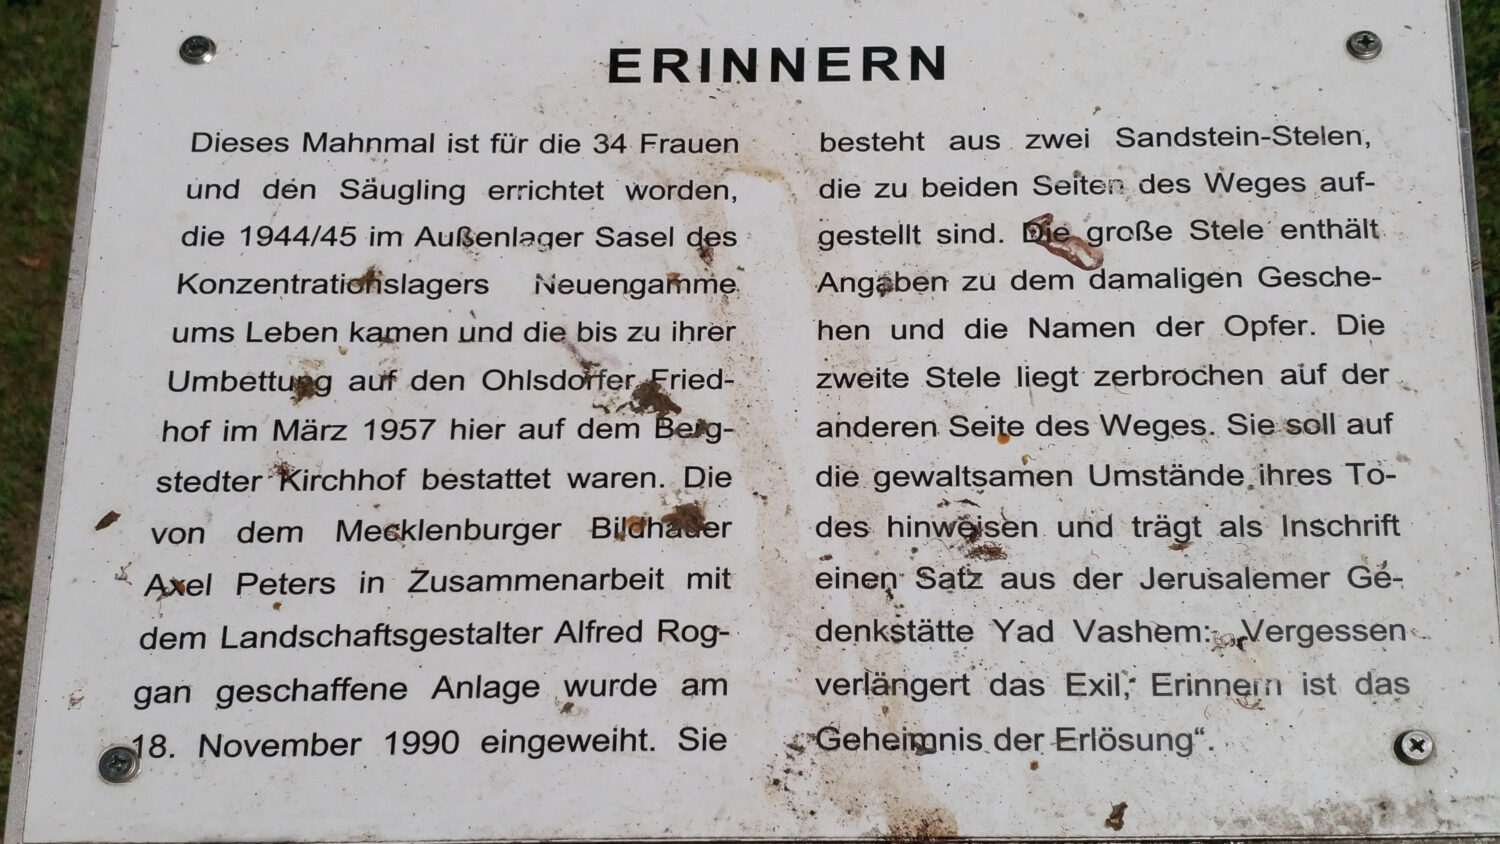 ERINNERN
Dieses Mahnmal ist für die 34 Frauen
und den Säugling errichtet worden,
die 1944/45 im Außenlager Sasel des
Konzentrationslagers Neuengamme
ums Leben kamen und die bis zu ihrer
Umbettung auf den Ohlsdorfer Fried-
hof im März 1957 hier auf dem Berg-
stedter Kirchhof bestattet waren. Die
von dem Mecklenburger Bildhauer
Axel Peters in Zusammenarbeit mit
dem Landschaftsgestalter Alfred Rog-
gan geschaffene Anlage wurde am
18. November 1990 eingeweiht. Sie
besteht aus zwei Sandstein-Stelen,
die zu beiden Seiten des Weges auf-
gestellt sind. Die große Stele enthält
Angaben zu dem damaligen Gesche-
hen und die Namen der Opfer. Die
zweite Stele liegt zerbrochen auf der
anderen Seite des Weges. Sie soll auf
die gewaltsamen Umstände ihres To-
des hinweisen und trägt als Inschrift
einen Satz aus der Jerusalemer Ge-
denkstätte Yad Vashem: „Vergessen
verlängert das Exil, Erinnern ist das
Geheimnis der Erlösung“.